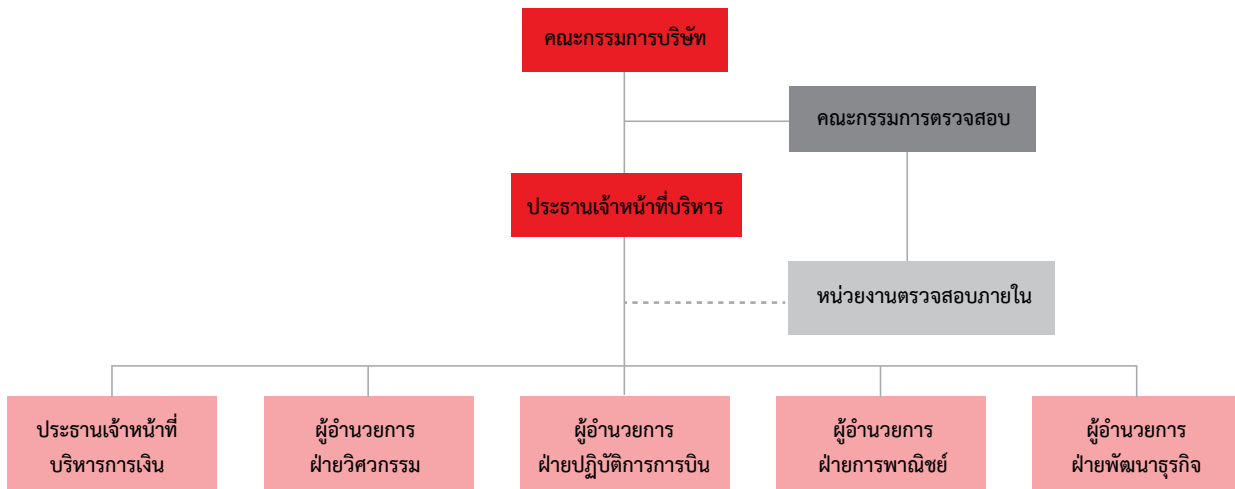 คณะกรรมการบริษัท
คณะกรรมการตรวจสอบ
ประธานเจ้าหน้าที่บริหาร
หน่วยงานตรวจสอบภายใน
ประธานเจ้าหน้าที่
บริหารการเงิน
ผู้อำนวยการ
ฝ่ายวิศวกรรม
ผู้อำนวยการ
ฝ่ายปฏิบัติการการบิน
ผู้อำนวยการ
ฝ่ายการพาณิชย์
ผู้อำนวยการ
ฝ่ายพัฒนาธุรกิจ